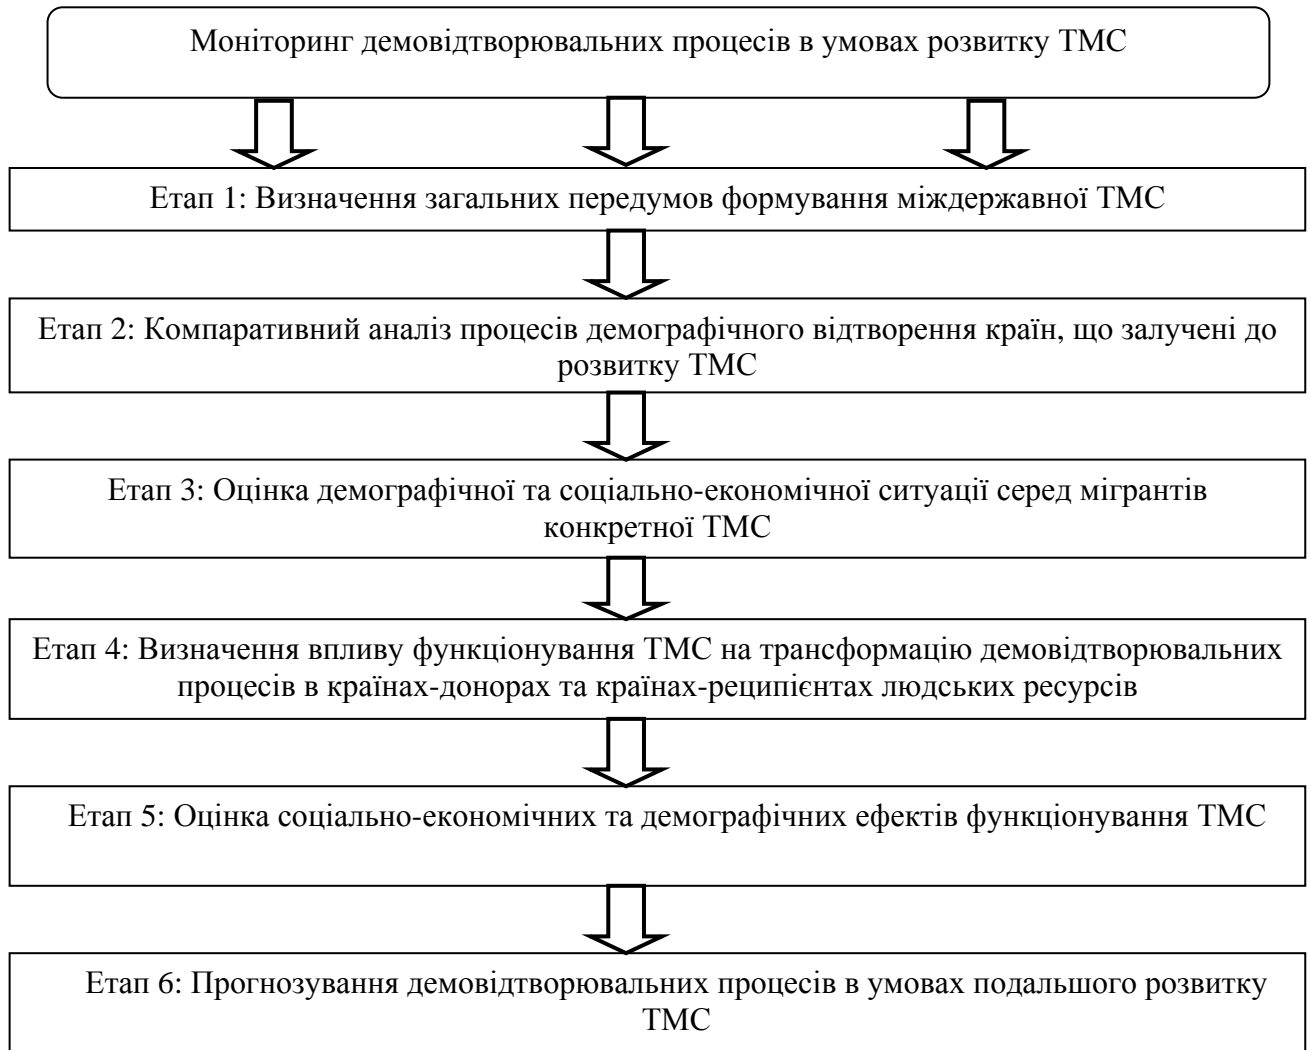 Моніторинг демовідтворювальних процесів в умовах розвитку ТМС
Етап 1: Визначення загальних передумов формування міждержавної ТМС
Етап 2: Компаративний аналіз процесів демографічного відтворення країн, що залучені до
розвитку ТМС
Етап 3: Оцінка демографічної та соціально-економічної ситуації серед мігрантів
конкретної ТМС
Етап 4: Визначення впливу функціонування ТМС на трансформацію демовідтворювальних
процесів в країнах-донорах та країнах-реципієнтах людських ресурсів
Етап 5: Оцінка соціально-економічних та демографічних ефектів функціонування ТМС
Етап 6: Прогнозування демовідтворювальних процесів в умовах подальшого розвитку
ТМС